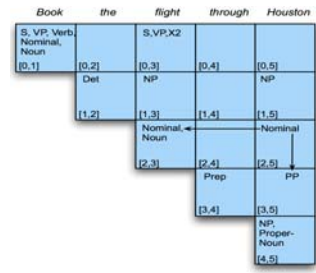 Book the flight through Houston
S, VP, Verb, S,VP,X2
Nominal,
Noun
[0,1] [0,2] [0,3] [0,4] [0,5]
Det NP NP
[1,2] [1,3] [1,4] [1,5]
Nominal, Nominal
Noun
[2,3] [2,4] [2,5]
Prep PP
[3,4] [3,5]
NP,
Proper-
Noun
[4,5]